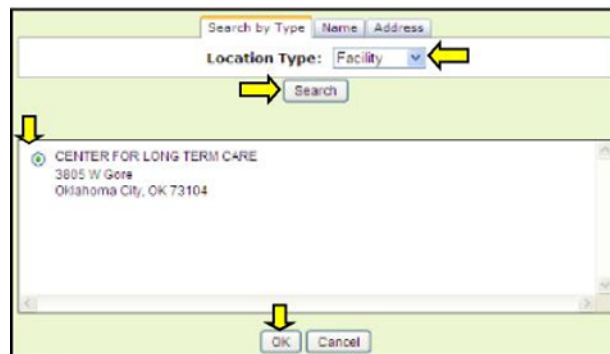 Search by Type Name Address
Location Type: Facility
Search
CENTER FOR LONG TERM CARE
3805 W Gore
Oklahoma City, OK 73104
OK Cancel